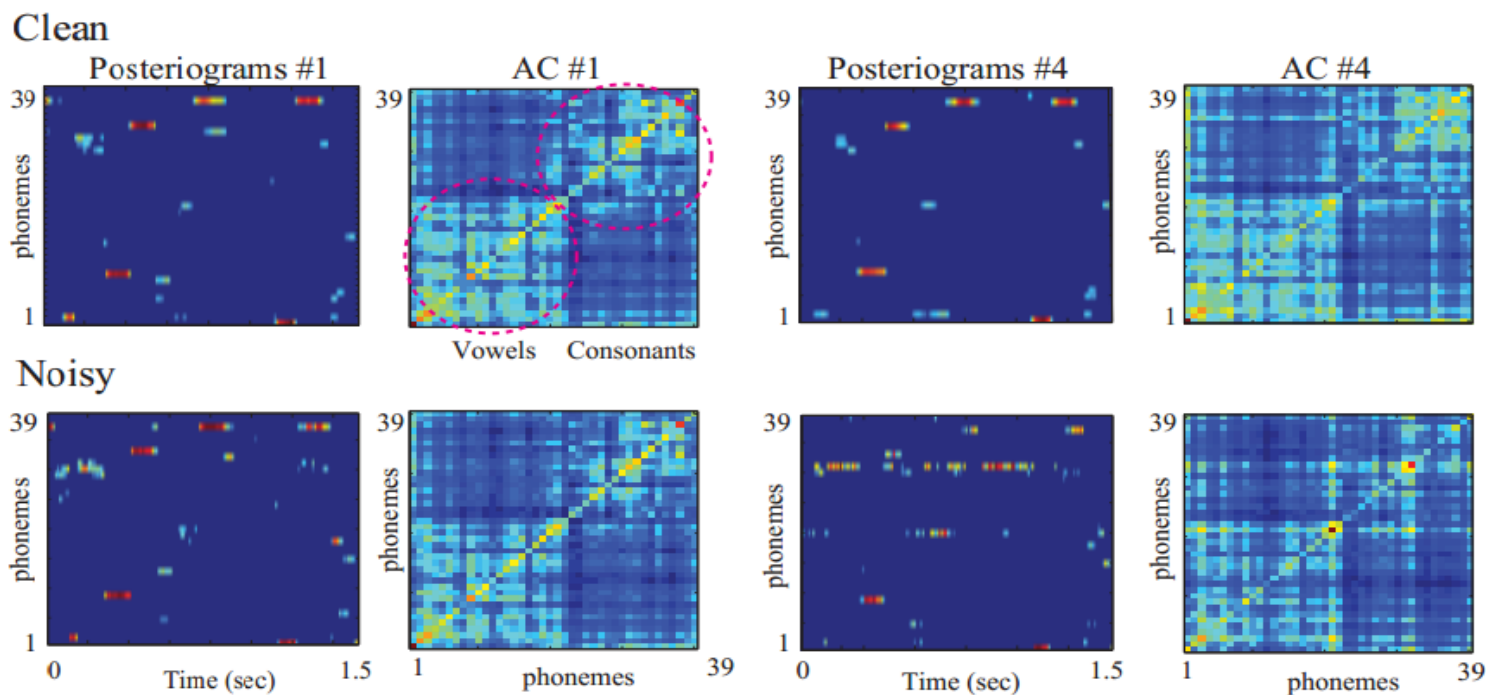 Clean
Posteriograms #1
AC #1
Posteriograms #4
AC #4
39
phonemes
1
39
Vowels Consonants
39
phonemes
1
39
phonemes
1
Noisy
39
phonemes
1
0 Time (sec) 1.5
39
phonemes
1 phonemes 39
39
phonemes
1
0 Time (sec) 1.5
39
phonemes
1 phonemes 39